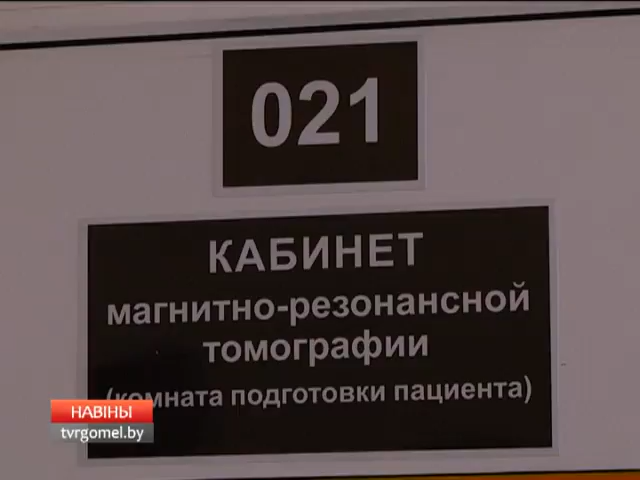 021
КАБИНЕТ
магнитно-резонансной
томографии
(комната подготовки пациента)
НАВІНЫ
tvrgomel.by